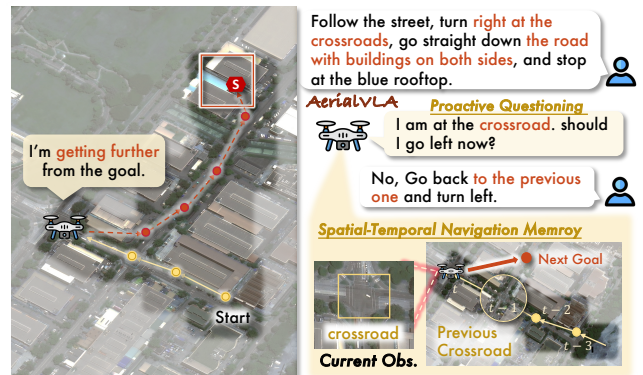 S
I'm getting further
from the goal.
Start
Follow the street, turn right at the
crossroads, go straight down the road
with buildings on both sides, and stop
at the blue rooftop.
AerialVLA
Proactive Questioning
I am at the crossroad. should
I go left now?
No, Go back to the previous
one and turn left.
Spatial-Temporal Navigation Memroy
Next Goal
t
t − 1
t − 2
t − 3
crossroad
Previous
Crossroad
Current Obs.